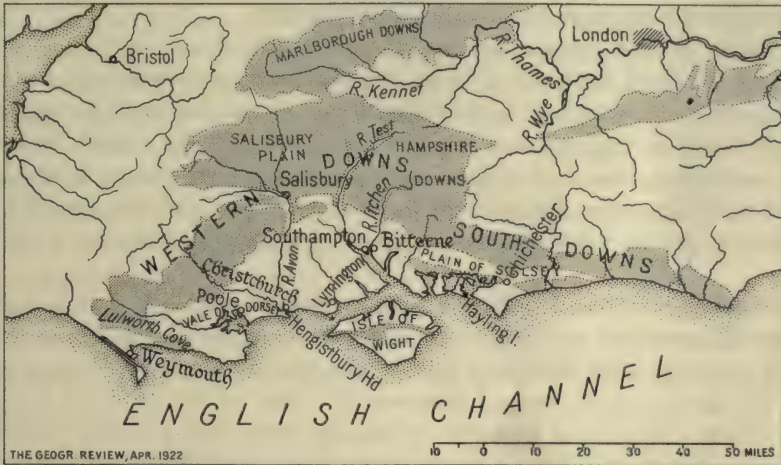 MARLBOROUGH DOWNS
London
Bristol
R. Thames
R. Kennet
R. Wye
SALISBURY
PLAIN
R. Test
HAMPSHIRE
DOWNS
DOWNS
Salisbury
R. Itchen
WESTERN
SOUTH DOWNS
Chichester
Southampton
Bitterne
PLAIN OF SELSEY
R. Avon
Christchurch
Lymington
Poole
VALE OF DORSET
Hayling I.
Lulworth Cove
ISLE OF
WIGHT
Hengistbury Hd
Weymouth
ENGLISH CHANNEL
THE GEOGR. REVIEW, APR. 1922
10 0 10 20 30 40 50 MILES